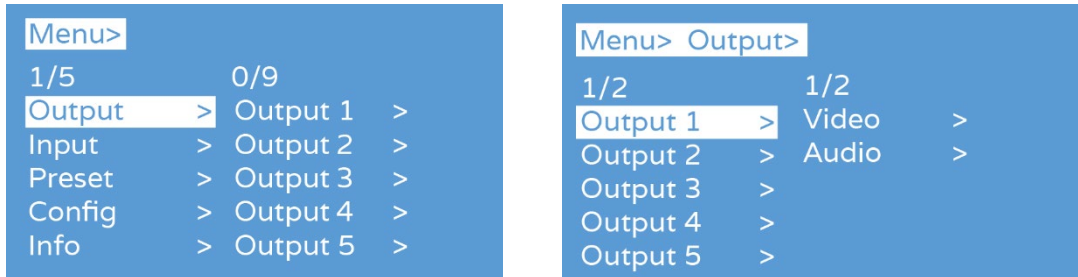 Menu>
1/5 0/9
Output > Output 1 >
Input > Output 2 >
Preset > Output 3 >
Config > Output 4 >
Info > Output 5 >
Menu> Output>
1/2 1/2
Output 1 > Video >
Output 2 > Audio >
Output 3 >
Output 4 >
Output 5 >